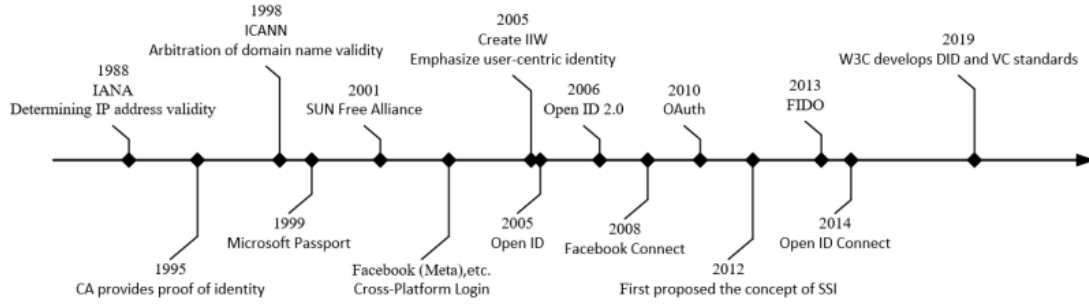 1988
IANA
Determining IP address validity
1995
CA provides proof of identity
1998
ICANN
Arbitration of domain name validity
1999
Microsoft Passport
2001
SUN Free Alliance
Facebook (Meta),etc.
Cross-Platform Login
2005
Create IIW
Emphasize user-centric identity
2005
Open ID
2006
Open ID 2.0
2008
Facebook Connect
2010
OAuth
2012
First proposed the concept of SSI
2013
FIDO
2014
Open ID Connect
2019
W3C develops DID and VC standards